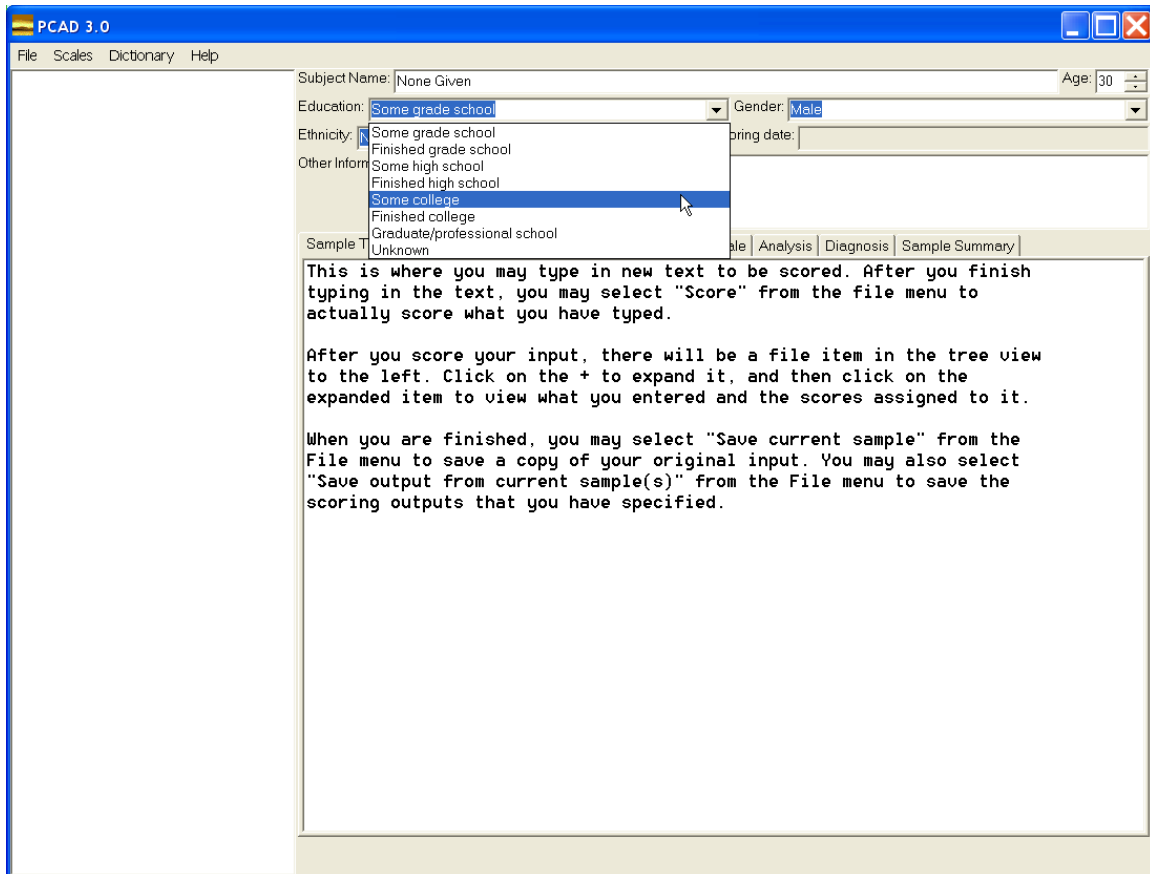 PCAD 3.0
File Scales Dictionary Help
Subject Name: None Given Age: 30
Education: Some grade school Gender: Male
Ethnicity: N oring date:
Some grade school
Finished grade school
Some high school
Finished high school
Some college
Finished college
Graduate/professional school
Unknown
Other Inform
Sample T ale Analysis Diagnosis Sample Summary
This is where you may type in new text to be scored. After you finish
typing in the text, you may select "Score" from the file menu to
actually score what you have typed.
After you score your input, there will be a file item in the tree view
to the left. Click on the + to expand it, and then click on the
expanded item to view what you entered and the scores assigned to it.
When you are finished, you may select "Save current sample" from the
File menu to save a copy of your original input. You may also select
"Save output from current sample(s)" from the File menu to save the
scoring outputs that you have specified.